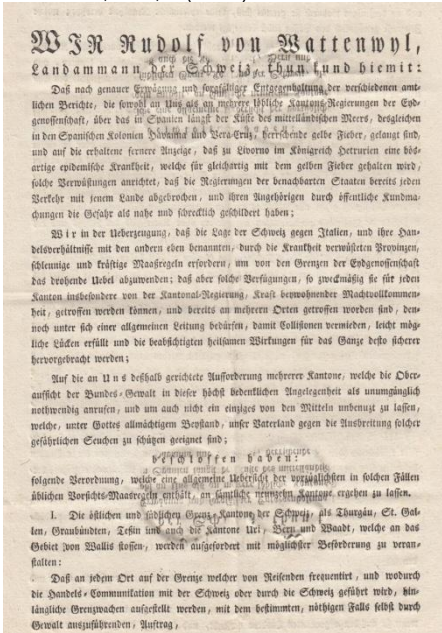 WIR Rudolf von Wattenwyl,
Landammann der Schweiz, thun kund hiemit:
Daß nach genauer Erwägung und sorgfältiger Entgegenhaltung der verschiedenen amt-
lichen Berichte, die sowohl an Uns als an mehrere löbliche Kantons-Regierungen der Eyd-
genossenschaft, über das in Spanien längst der Küste des mittelländischen Meers, desgleichen
in den Spanischen Kolonien Havanna und Vera-Cruz, herrschende gelbe Fieber, gelangt sind,
und auf die erhaltene fernere Anzeige, daß zu Livorno im Königreich Hetrurien eine bös-
artige epidemische Krankheit, welche für gleichartig mit dem gelben Fieber gehalten wird,
solche Verwüstungen anrichtet, daß die Regierungen der benachbarten Staaten bereits jeden
Verkehr mit jenem Lande abgebrochen, und ihren Angehörigen durch öffentliche Kundma-
chungen die Gefahr als nahe und schrecklich geschildert haben;
Wir in der Ueberzeugung, daß die Lage der Schweiz gegen Italien, und ihre Han-
delsverhältnisse mit den andern eben benannten, durch die Krankheit verwüsteten Provinzen,
schleunige und kräftige Maaßregeln erfordern, um von den Grenzen der Eydgenossenschaft
das drohende Uebel abzuwenden; daß aber solche Verfügungen, so zweckmäßig sie für jeden
Kanton insbesondere von der Kantonal-Regierung, Kraft beywohnender Machtvollkommen-
heit, getroffen werden können, und bereits an mehrern Orten getroffen worden sind, den-
noch unter sich einer allgemeinen Leitung bedürfen, damit Collisionen vermieden, leicht mög-
liche Lücken erfüllt und die beabsichtigten heilsamen Wirkungen für das Ganze desto sicherer
hervorgebracht werden;
Auf die an Uns deßhalb gerichtete Aufforderung mehrerer Kantone, welche die Ober-
aufsicht der Bundes-Gewalt in dieser höchst bedenklichen Angelegenheit als unumgänglich
nothwendig anrufen, und um auch nicht ein einziges von den Mitteln unbenutzt zu lassen,
welche, unter Gottes allmächtigem Beystand, unser Vaterland gegen die Ausbreitung solcher
gefährlichen Seuchen zu schützen geeignet sind;
beschlossen haben:
folgende Verordnung, welche eine allgemeine Uebersicht der vorzüglichsten in solchen Fällen
üblichen Vorsichts-Maasregeln enthält, an sämtliche neunzehn Kantone ergehen zu lassen.
I. Die östlichen und südlichen Grenz-Kantone der Schweiz, als Thurgäu, St. Gal-
len, Graubündten, Teßin und auch die Kantone Uri, Bern und Waadt, welche an das
Gebiet von Wallis stossen, werden aufgefordert mit möglichster Beförderung zu veran-
stalten:
Daß an jedem Ort auf der Grenze welcher von Reisenden frequentirt, und wodurch
die Handels-Communikation mit der Schweiz oder durch die Schweiz geführt wird, hin-
längliche Grenzwachen aufgestellt werden, mit dem bestimmten, nöthigen Falls selbst durch
Gewalt auszuführenden, Auftrag,